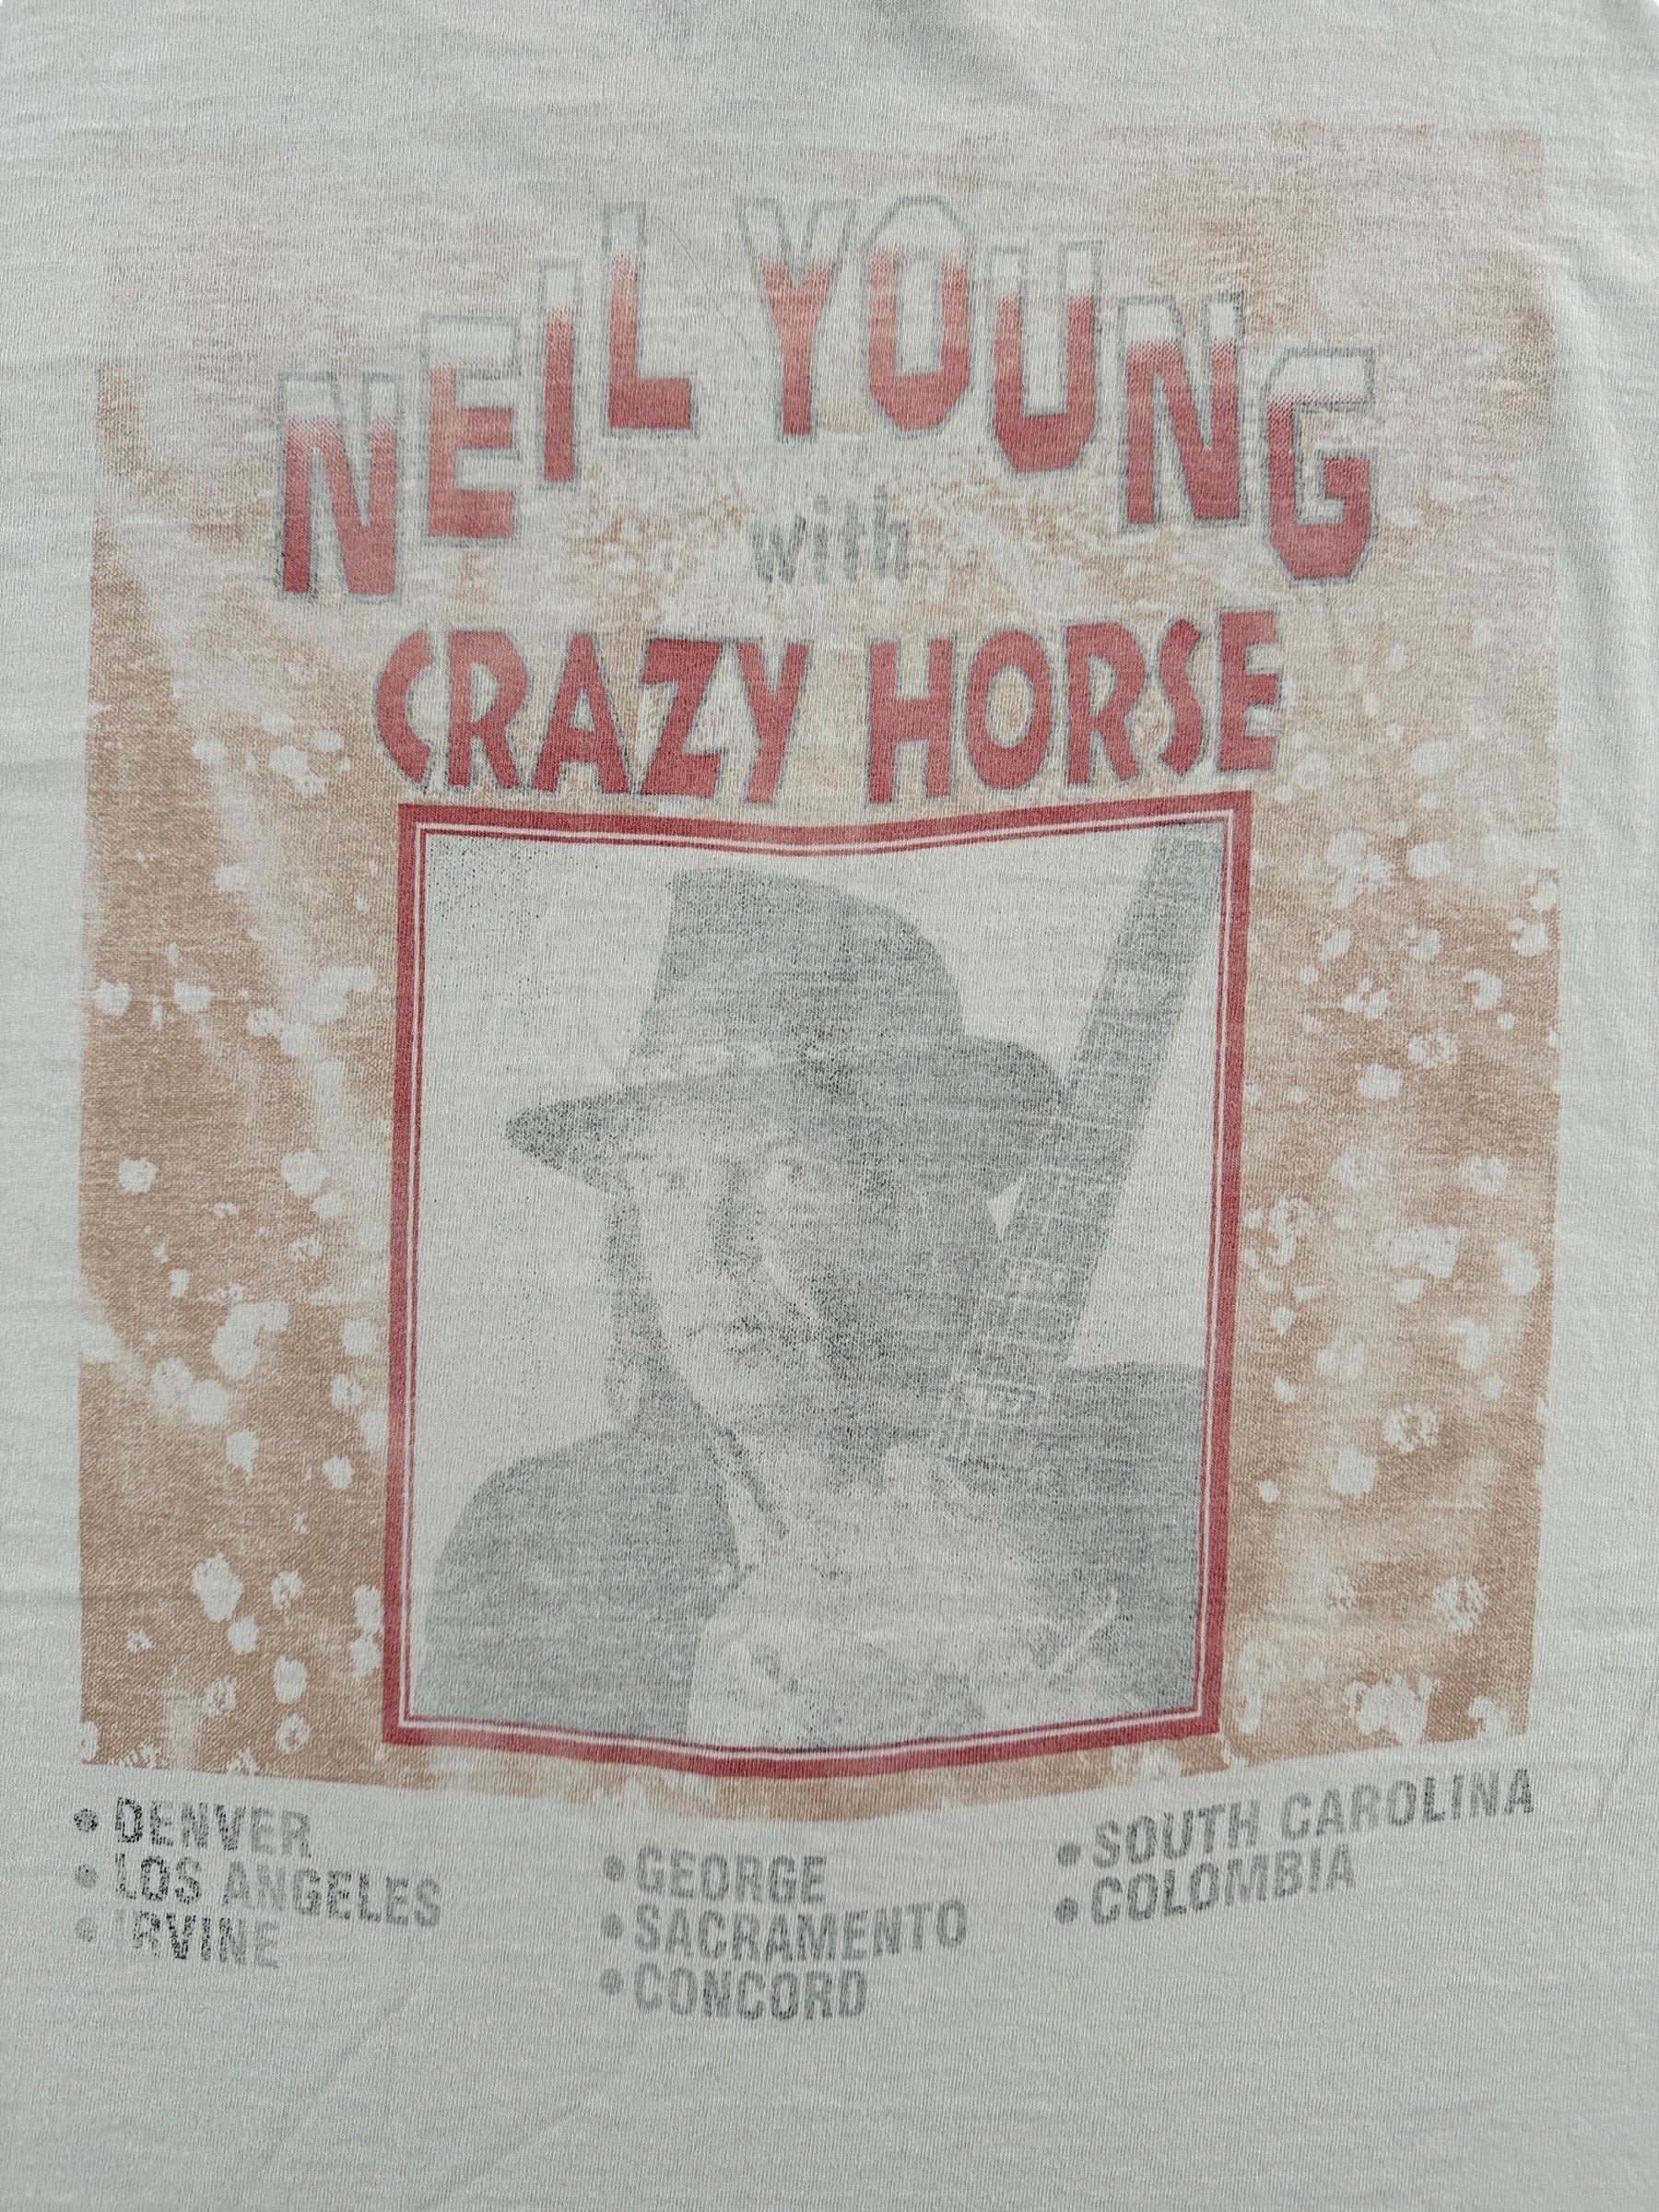 NEIL YOUNG
with
CRAZY HORSE
• DENVER
• LOS ANGELES
• IRVINE
• GEORGE
• SACRAMENTO
• CONCORD
• SOUTH CAROLINA
• COLOMBIA